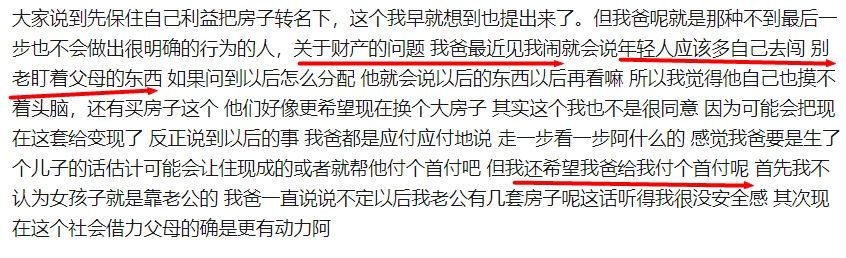 大家说到先保住自己利益把房子转名下，这个我早就想到也提出来了。但我爸呢就是那种不到最后一
步也不会做出很明确的行为的人，关于财产的问题 我爸最近见我闹就会说年轻人应该多自己去闯 别
老盯着父母的东西 如果问到以后怎么分配 他就会说以后的东西以后再看嘛 所以我觉得他自己也摸不
着头脑，还有买房子这个 他们好像更希望现在换个大房子 其实这个我也不是很同意 因为可能会把现
在这套给变现了 反正说到以后的事 我爸都是应付应付地说 走一步看一步阿什么的 感觉我爸要是生了
个儿子的话估计可能会让住现成的或者就帮他付个首付吧 但我还希望我爸给我付个首付呢 首先我不
认为女孩子就是靠老公的 我爸一直说说不定以后我老公有几套房子呢这话听得我很没安全感 其次现
在这个社会借力父母的确是更有动力阿